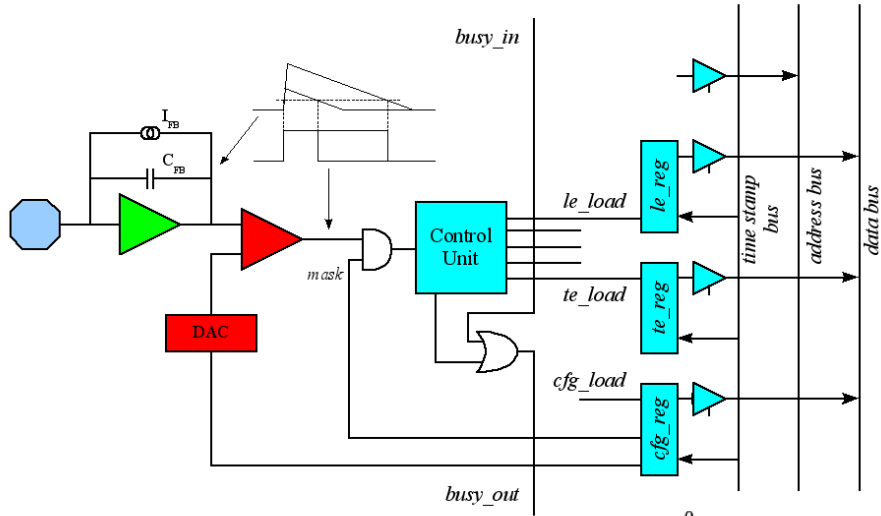 busy_in
I_FB
C_FB
le_load
le_reg
time stamp
bus
address bus
data bus
Control
Unit
mask
te_load
te_reg
DAC
cfg_load
cfg_reg
busy_out